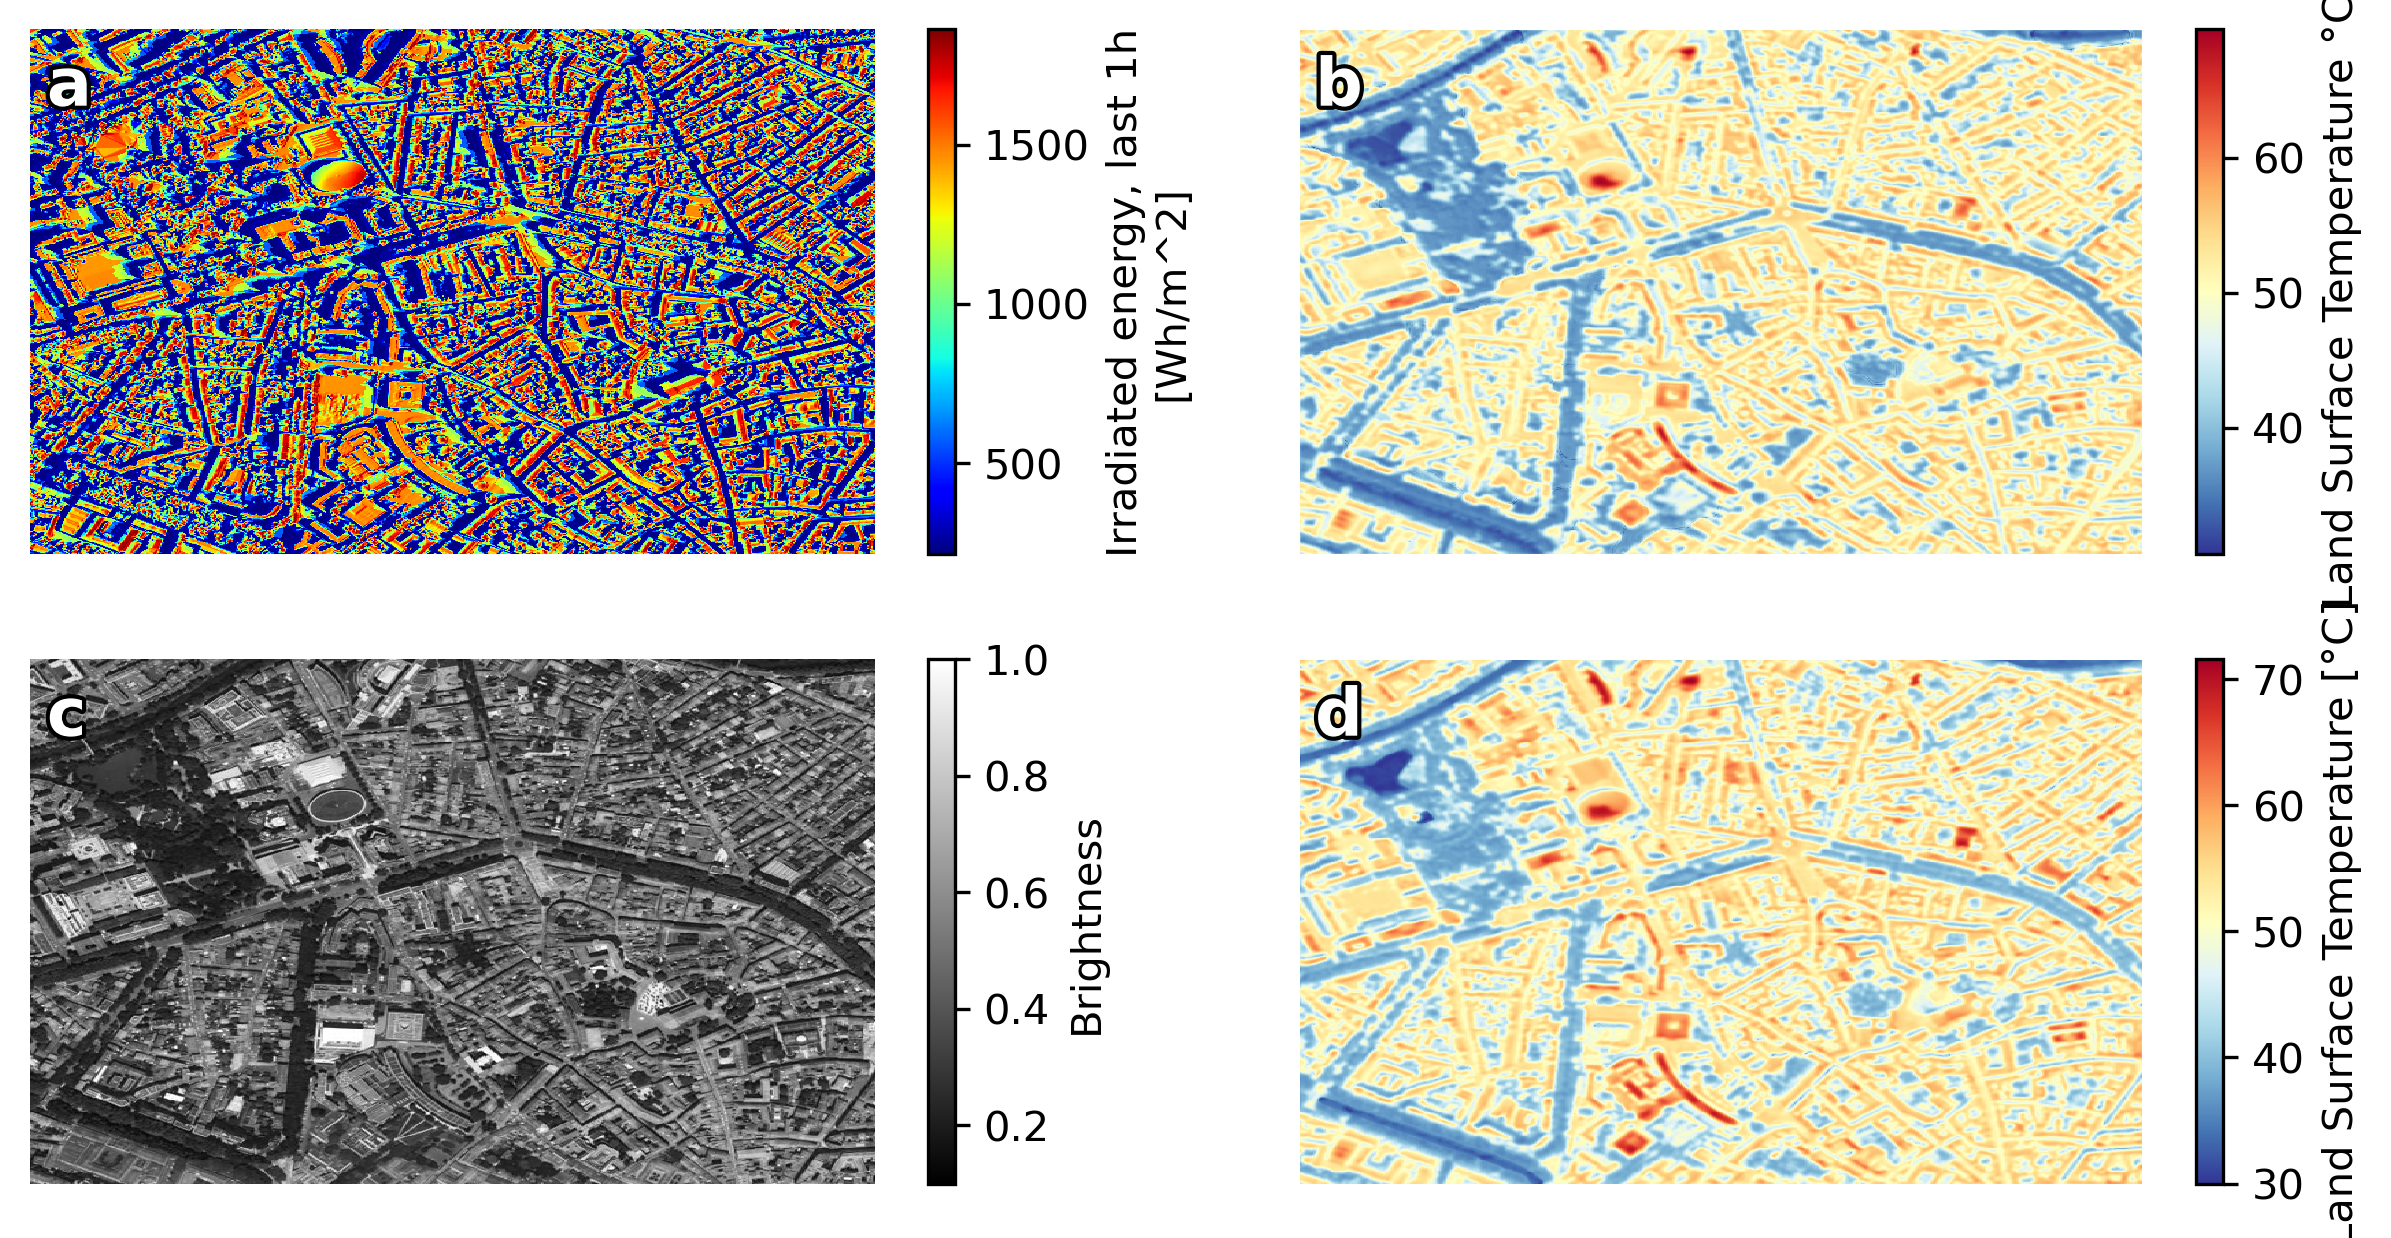 a
1500
1000
500
Irradiated energy, last 1h
[Wh/m^2]
b
60
50
40
Land Surface Temperature °C
c
1.0
0.8
0.6
0.4
0.2
Brightness
d
70
60
50
40
30
Land Surface Temperature [°C]